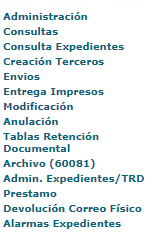 Administración
Consultas
Consulta Expedientes
Creación Terceros
Envios
Entrega Impresos
Modificación
Anulación
Tablas Retención
Documental
Archivo (60081)
Admin. Expedientes/TRD
Prestamo
Devolución Correo Físico
Alarmas Expedientes